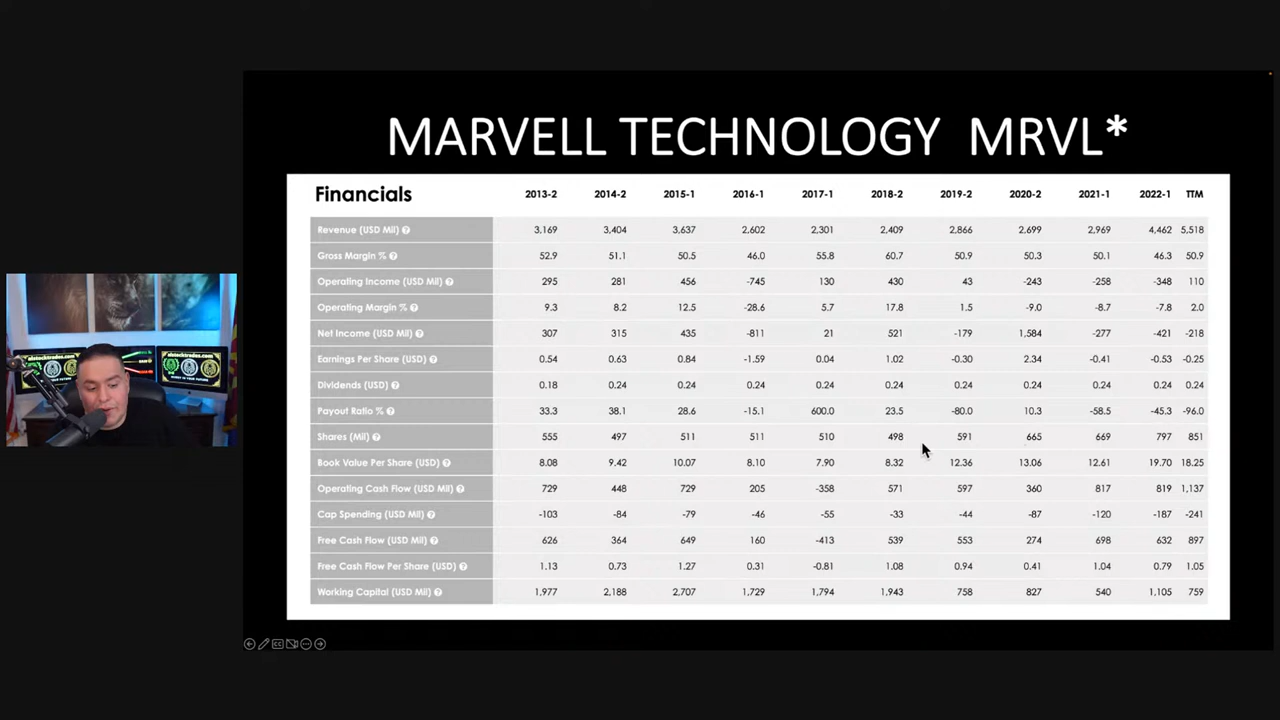 MARVELL TECHNOLOGY MRVL*
Financials 2013-2 2014-2 2015-1 2016-1 2017-1 2018-2 2019-2 2020-2 2021-1 2022-1 TTM
Revenue (USD Mil) 3,169 3,404 3,637 2,602 2,301 2,409 2,866 2,699 2,969 4,462 5,518
Gross Margin % 52.9 51.1 50.5 46.0 55.8 60.7 50.9 50.3 50.1 46.3 50.9
Operating Income (USD Mil) 295 281 456 -745 130 430 43 -243 -258 -348 110
Operating Margin % 9.3 8.2 12.5 -28.6 5.7 17.8 1.5 -9.0 -8.7 -7.8 2.0
Net Income (USD Mil) 307 315 435 -811 21 521 -179 1,584 -277 -421 -218
Earnings Per Share (USD) 0.54 0.63 0.84 -1.59 0.04 1.02 -0.30 2.34 -0.41 -0.53 -0.25
Dividends (USD) 0.18 0.24 0.24 0.24 0.24 0.24 0.24 0.24 0.24 0.24 0.24
Payout Ratio % 33.3 38.1 28.6 -15.1 600.0 23.5 -80.0 10.3 -58.5 -45.3 -96.0
Shares (Mil) 555 497 511 511 510 498 591 665 669 797 851
Book Value Per Share (USD) 8.08 9.42 10.07 8.10 7.90 8.32 12.36 13.06 12.61 19.70 18.25
Operating Cash Flow (USD Mil) 729 448 729 205 -358 571 597 360 817 819 1,137
Cap Spending (USD Mil) -103 -84 -79 -46 -55 -33 -44 -87 -120 -187 -241
Free Cash Flow (USD Mil) 626 364 649 160 -413 539 553 274 698 632 897
Free Cash Flow Per Share (USD) 1.13 0.73 1.27 0.31 -0.81 1.08 0.94 0.41 1.04 0.79 1.05
Working Capital (USD Mil) 1,977 2,188 2,707 1,729 1,794 1,943 758 827 540 1,105 759